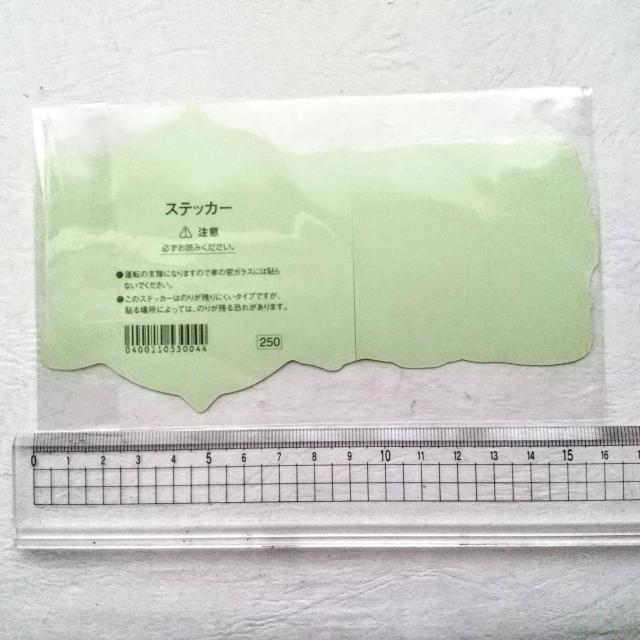 ステッカー
⚠ 注意
必ずお読みください。
●運転の支障になりますので車の窓ガラスには貼ら
ないでください。
●このステッカーはのりが残りにくいタイプですが、
貼る場所によっては、のりが残る恐れがあります。
0400110530044
250
0 1 2 3 4 5 6 7 8 9 10 11 12 13 14 15 16